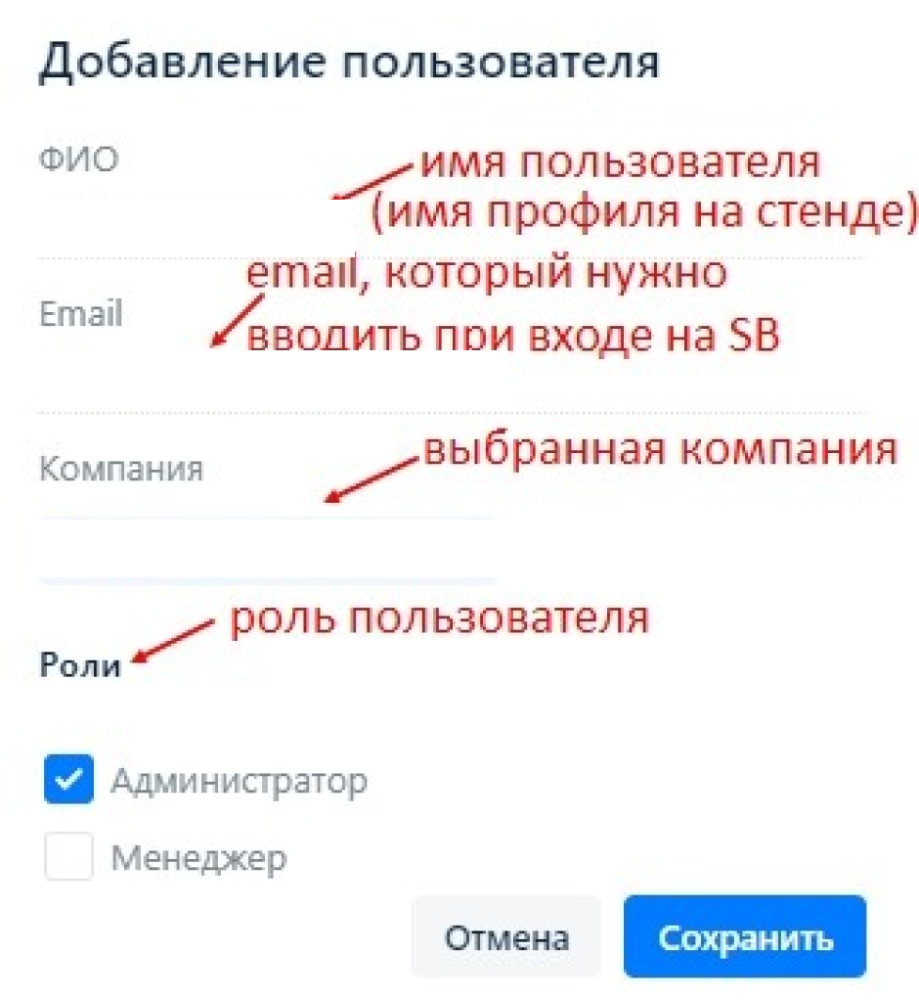 Добавление пользователя
ФИО
имя пользователя
(имя профиля на стенде)
email, который нужно
Email
вводить при входе на SB
выбранная компания
Компания
роль пользователя
Роли
Администратор
Менеджер
Отмена
Сохранить